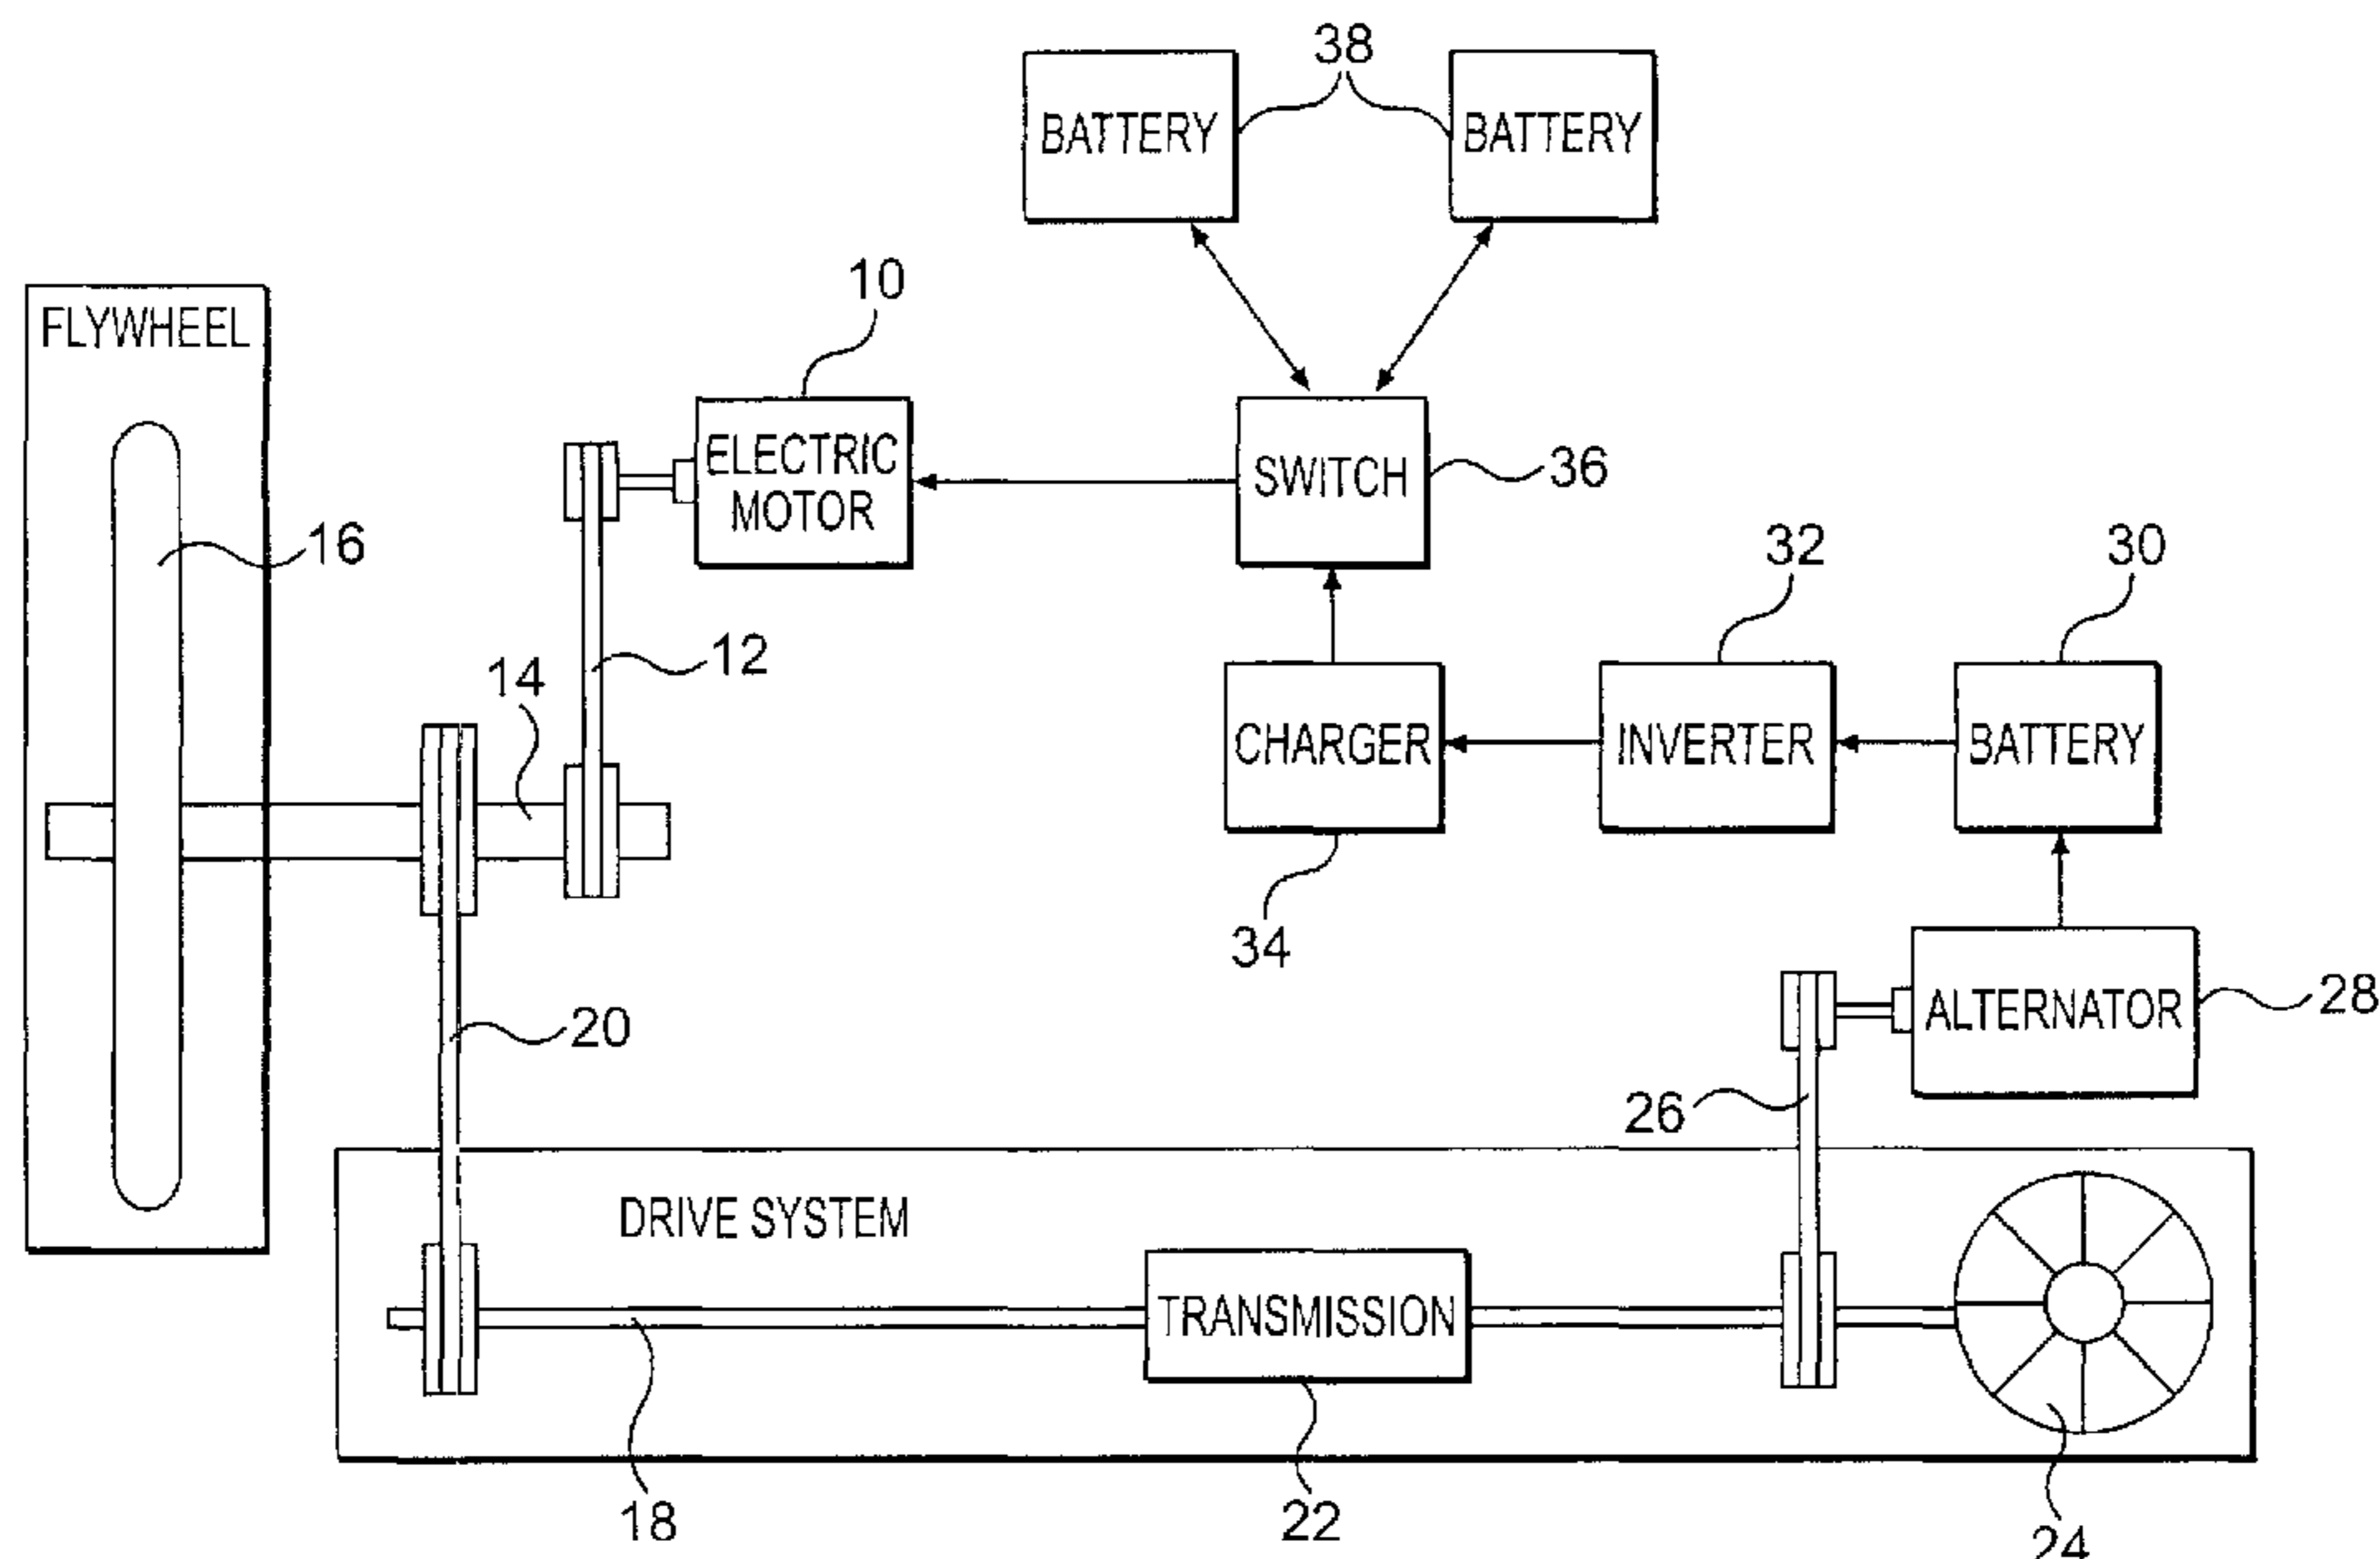 38
BATTERY
BATTERY
10
FLYWHEEL
ELECTRIC
MOTOR
SWITCH
36
16
32
30
12
14
CHARGER
INVERTER
BATTERY
34
28
ALTERNATOR
20
26
DRIVE SYSTEM
TRANSMISSION
18
22
24